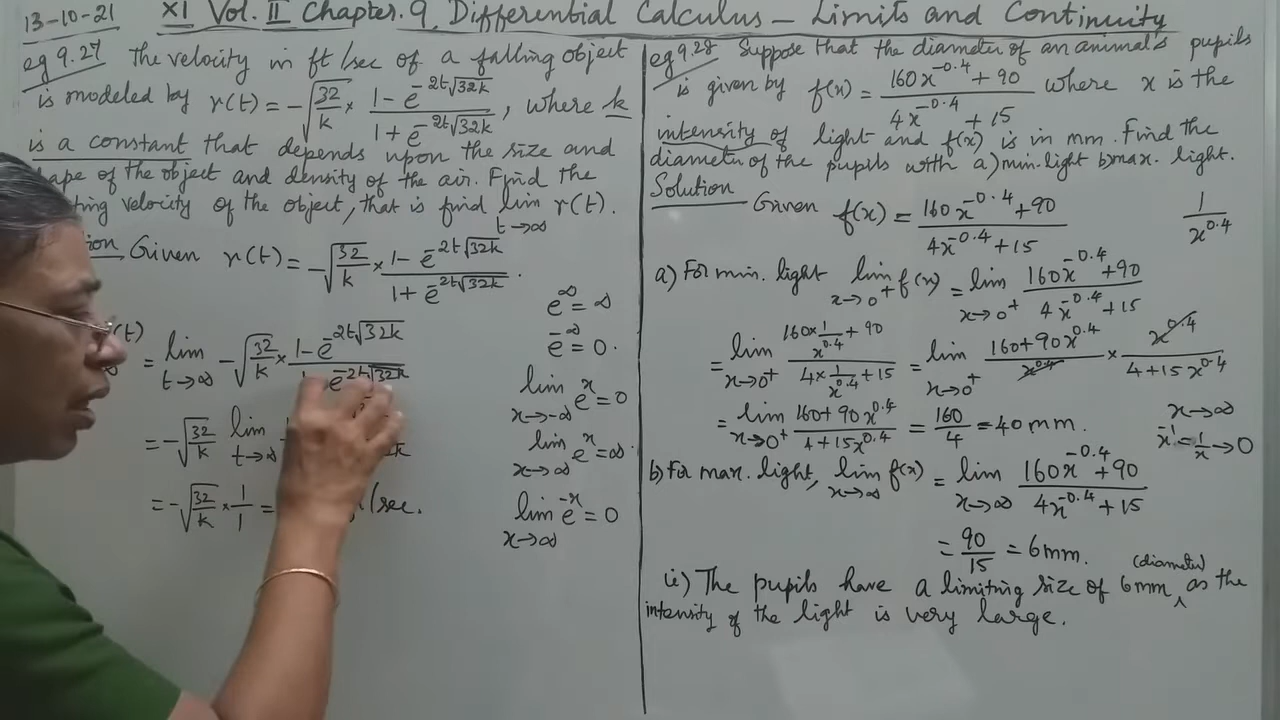 13-10-21 XI Vol. II Chapter. 9 Differential Calculus – Limits and Continuity
eg 9.27 The velocity in ft/sec of a falling object
is modeled by r(t) = -√(32/k) × (1 - e^(-2t√32k))/(1 + e^(-2t√32k)), where k
is a constant that depends upon the size and
hape of the object and density of the air. Find the
ting velocity of the object, that is find lim t→∞ r(t).
ion Given r(t) = -√(32/k) × (1 - e^(-2t√32k))/(1 + e^(-2t√32k)).
(t)
= lim t→∞ -√(32/k) × (1 - e^(-2t√32k))/( e^(-2t√32k))
= -√(32/k) lim t→∞
= -√(32/k) × 1/1 = /sec.
e^∞ = ∞
e^-∞ = 0.
lim x→-∞ e^x = 0
lim x→∞ e^x = ∞.
lim x→∞ e^-x = 0
eg 9.28 Suppose that the diameter of an animal's pupils
is given by f(x) = (160x^-0.4 + 90)/(4x^-0.4 + 15) where x is the
intensity of light and f(x) is in mm. Find the
diameter of the pupils with a) min. light b) max. light.
Solution Given f(x) = (160x^-0.4 + 90)/(4x^-0.4 + 15) 1/x^0.4
a) For min. light lim x→0+ f(x) = lim x→0+ (160x^-0.4 + 90)/(4x^-0.4 + 15)
= lim x→0+ (160 × 1/x^0.4 + 90)/(4 × 1/x^0.4 + 15) = lim x→0+ (160 + 90x^0.4)/x^0.4 × x^0.4/(4 + 15x^0.4)
= lim x→0+ (160 + 90x^0.4)/(4 + 15x^0.4) = 160/4 = 40 mm.
x→∞
x^-1 = 1/x → 0
b) For max. light, lim x→∞ f(x) = lim x→∞ (160x^-0.4 + 90)/(4x^-0.4 + 15)
= 90/15 = 6mm.
ie) The pupils have a limiting size of 6mm ‸ (diameter) as the
intensity of the light is very large.